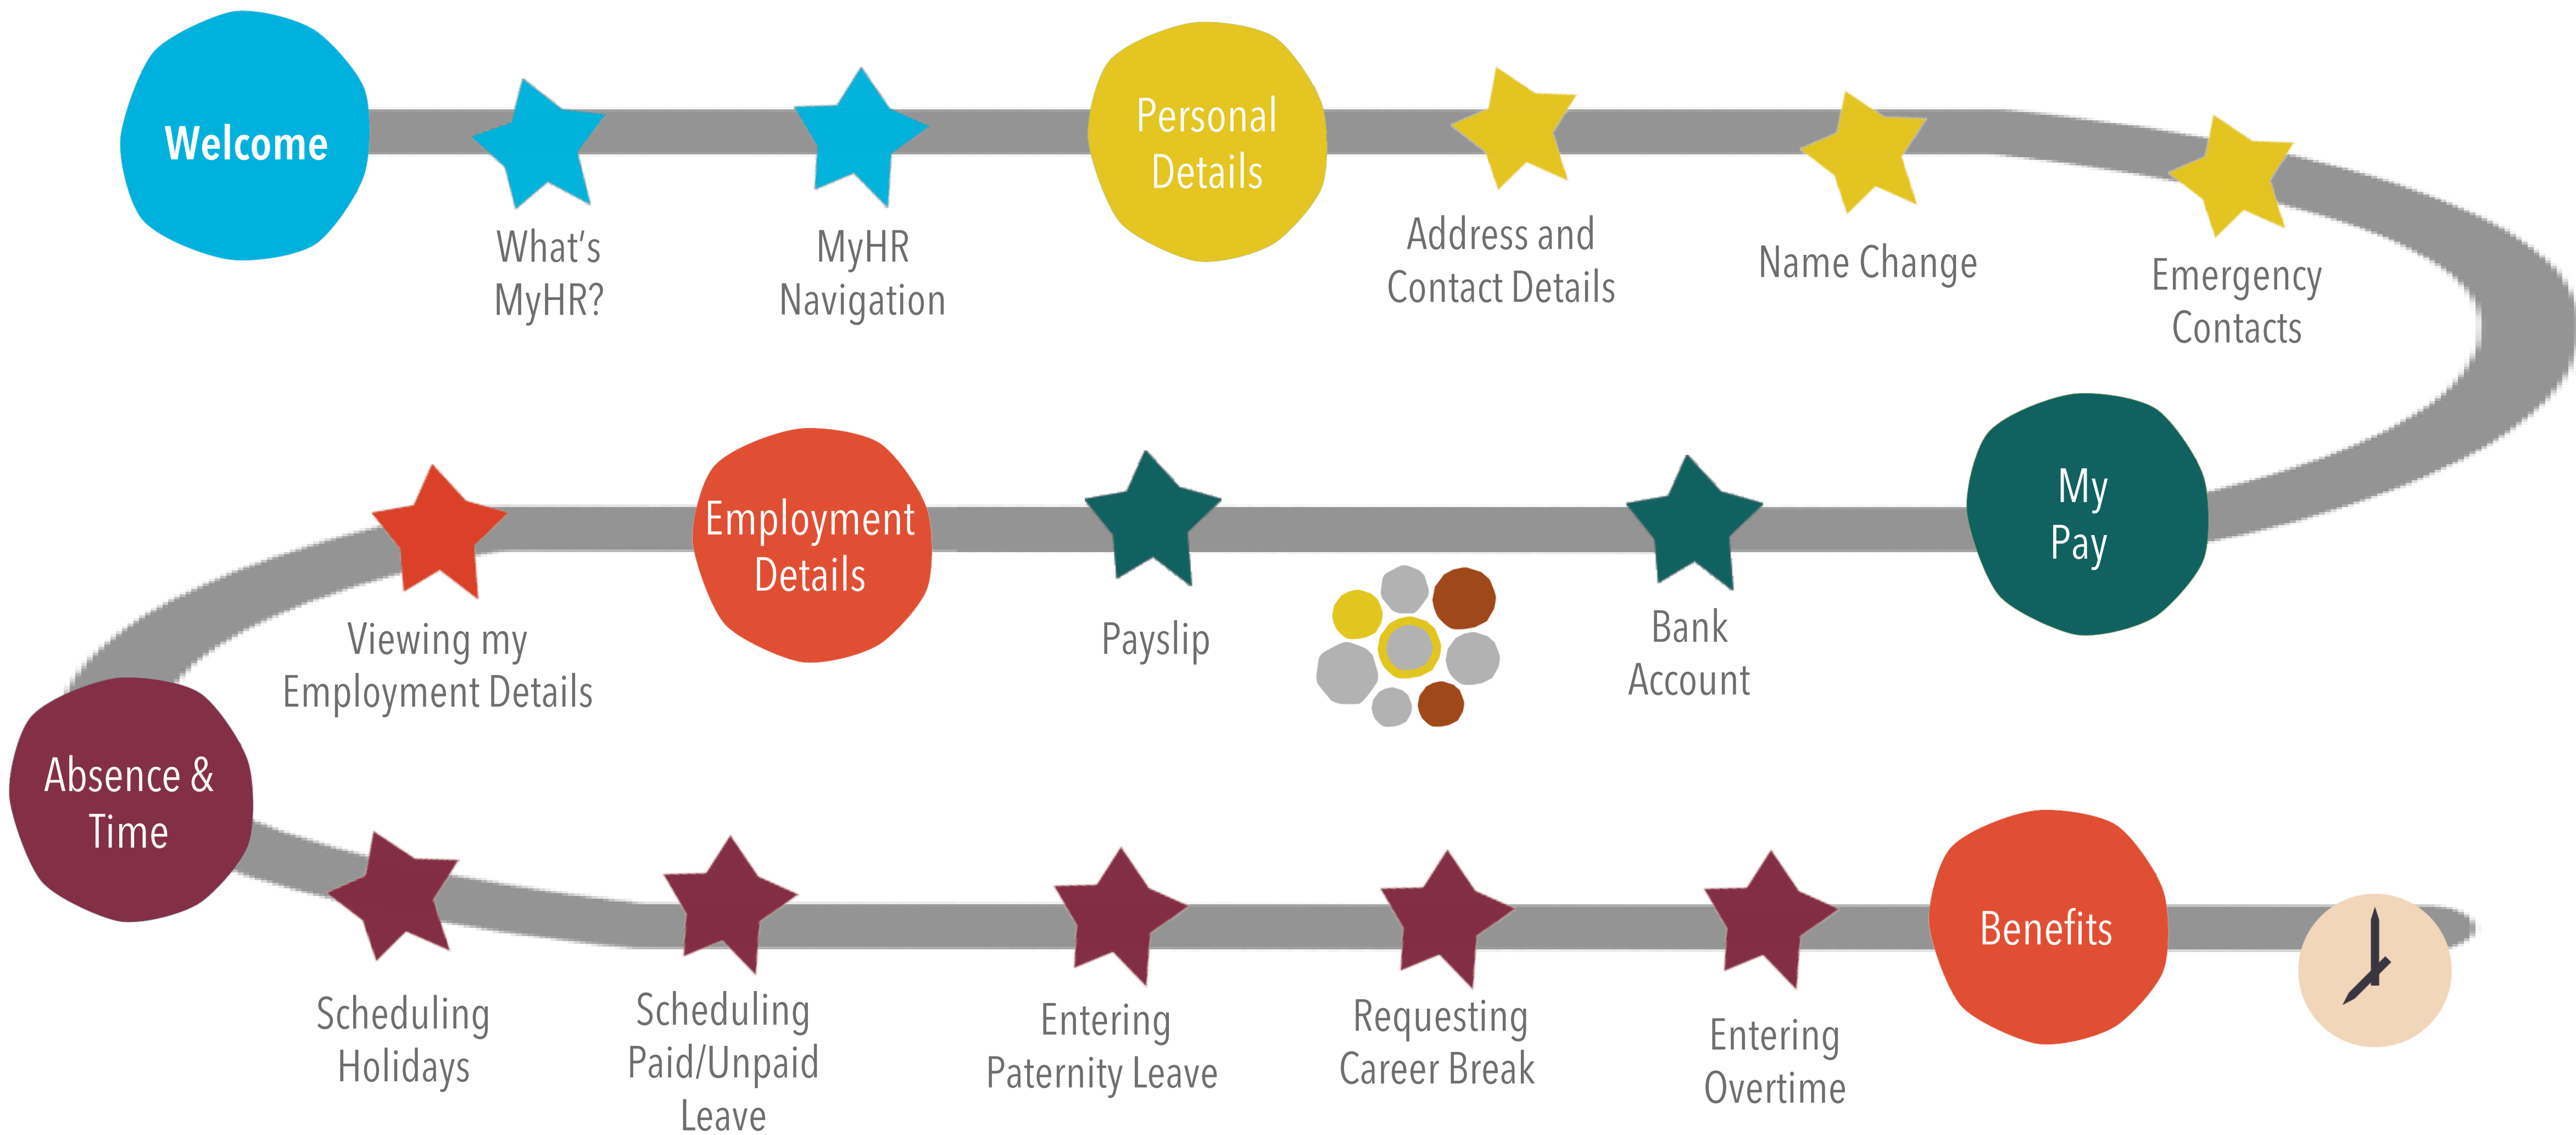 Welcome
What's
MyHR?
MyHR
Navigation
Personal
Details
Address and
Contact Details
Name Change
Emergency
Contacts
My
Pay
Bank
Account
Payslip
Employment
Details
Viewing my
Employment Details
Absence &
Time
Scheduling
Holidays
Scheduling
Paid/Unpaid
Leave
Entering
Paternity Leave
Requesting
Career Break
Entering
Overtime
Benefits